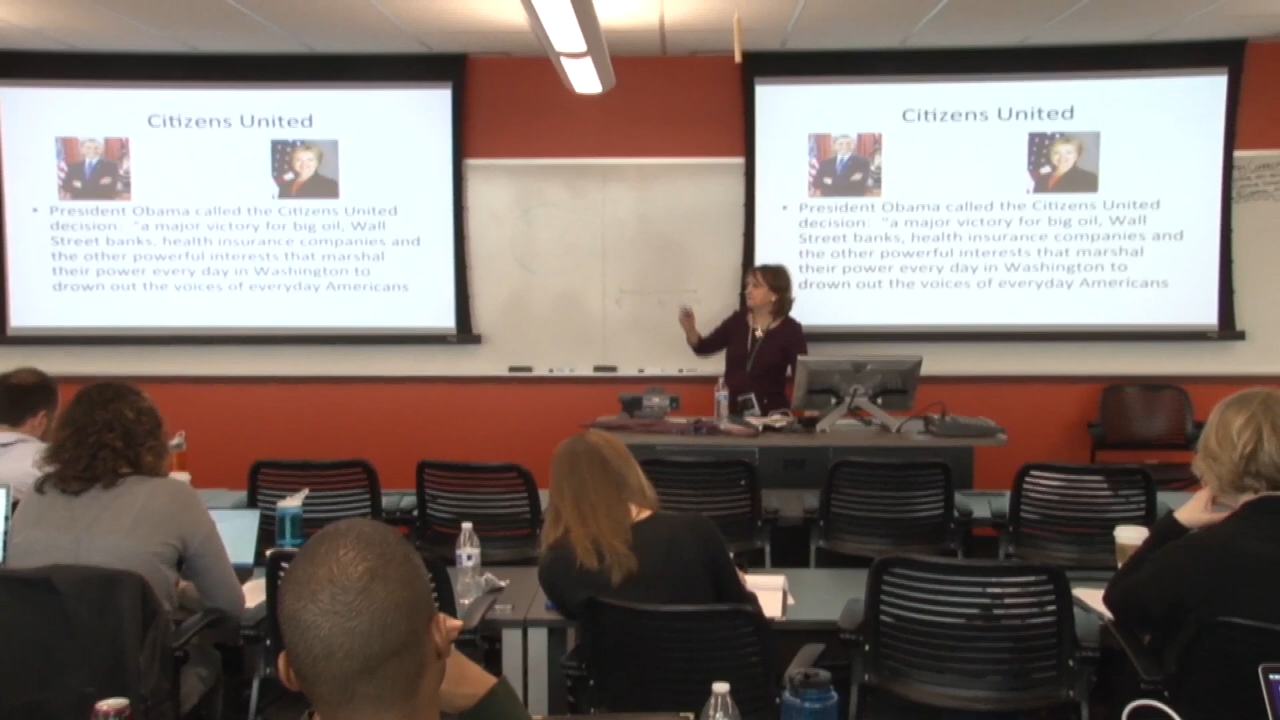 Citizens United
• President Obama called the Citizens United
decision: "a major victory for big oil, Wall
Street banks, health insurance companies and
the other powerful interests that marshal
their power every day in Washington to
drown out the voices of everyday Americans
Citizens United
• President Obama called the Citizens United
decision: "a major victory for big oil, Wall
Street banks, health insurance companies and
the other powerful interests that marshal
their power every day in Washington to
drown out the voices of everyday Americans